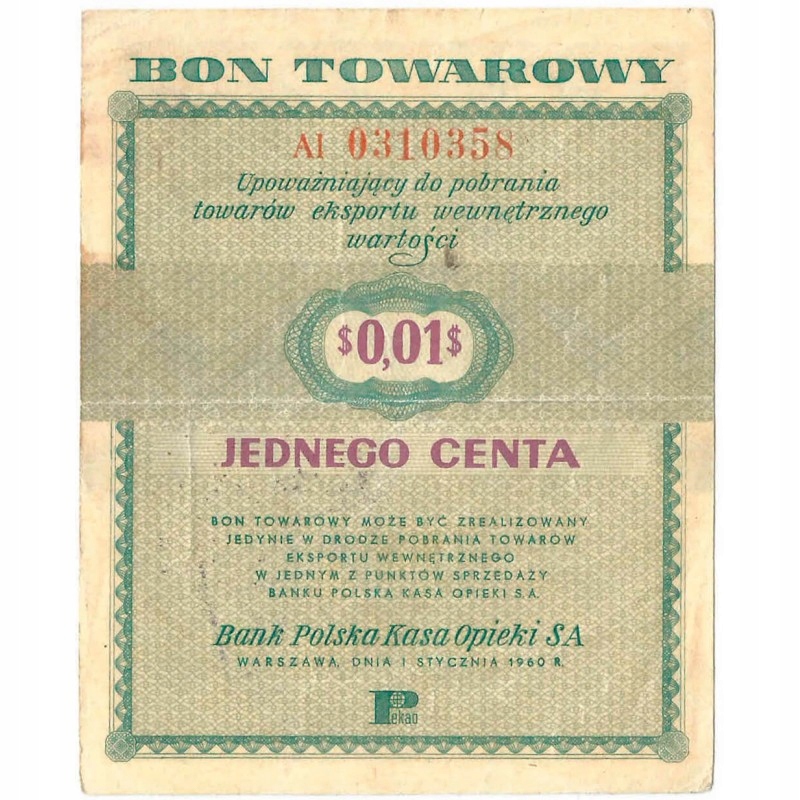 BON TOWAROWY
AI 0310358
Upoważniający do pobrania
towarów eksportu wewnętrznego
wartości
$0,01$
JEDNEGO CENTA
BON TOWAROWY MOŻE BYĆ ZREALIZOWANY
JEDYNIE W DRODZE POBRANIA TOWARÓW
EKSPORTU WEWNĘTRZNEGO
W JEDNYM Z PUNKTÓW SPRZEDAŻY
BANKU POLSKA KASA OPIEKI S.A.
Bank Polska Kasa Opieki SA
WARSZAWA, DNIA 1 STYCZNIA 1960 R.
Pekao